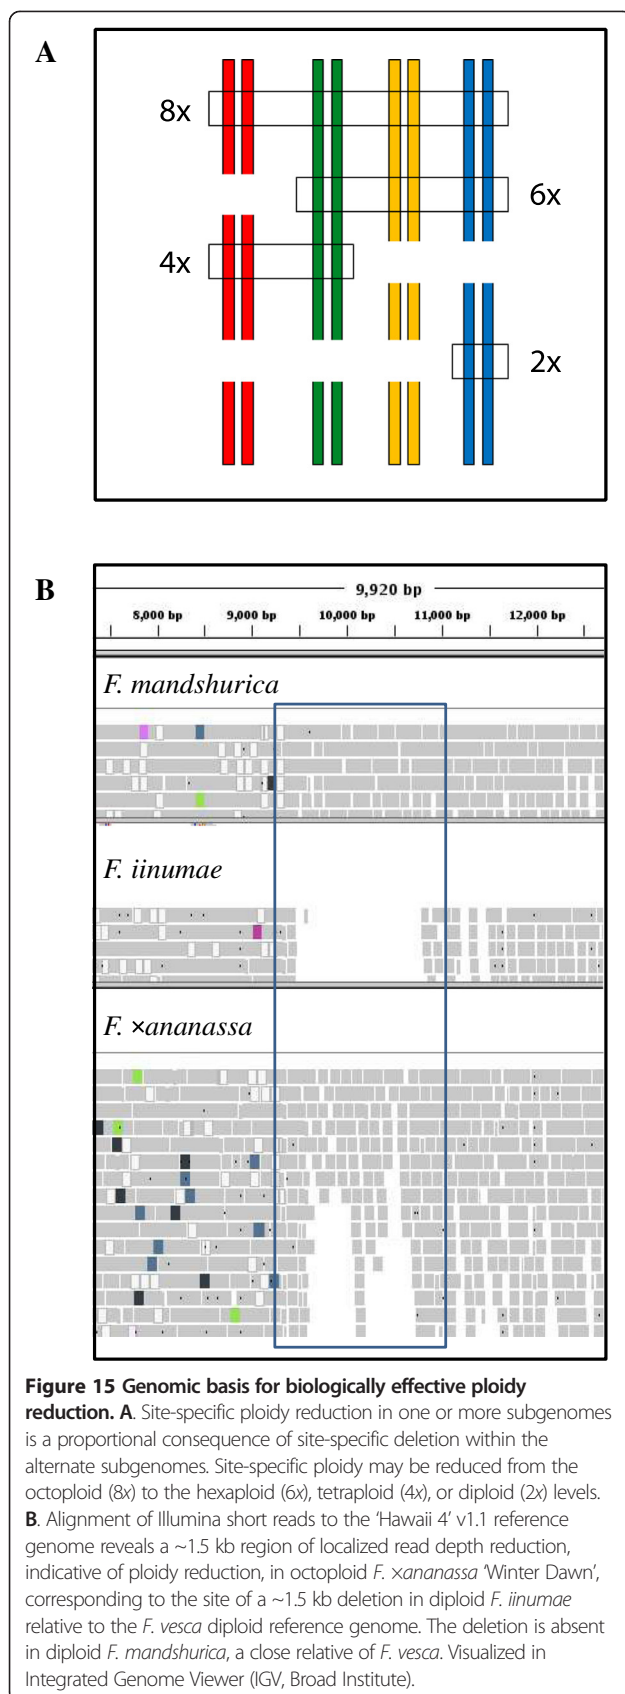 A
8x
6x
4x
2x
B
9,920 bp
8,000 bp 9,000 bp 10,000 bp 11,000 bp 12,000 bp
F. mandshurica
F. iinumae
F. ×ananassa
Figure 15 Genomic basis for biologically effective ploidy
reduction. A. Site-specific ploidy reduction in one or more subgenomes
is a proportional consequence of site-specific deletion within the
alternate subgenomes. Site-specific ploidy may be reduced from the
octoploid (8x) to the hexaploid (6x), tetraploid (4x), or diploid (2x) levels.
B. Alignment of Illumina short reads to the ‘Hawaii 4’ v1.1 reference
genome reveals a ~1.5 kb region of localized read depth reduction,
indicative of ploidy reduction, in octoploid F. ×ananassa ‘Winter Dawn’,
corresponding to the site of a ~1.5 kb deletion in diploid F. iinumae
relative to the F. vesca diploid reference genome. The deletion is absent
in diploid F. mandshurica, a close relative of F. vesca. Visualized in
Integrated Genome Viewer (IGV, Broad Institute).